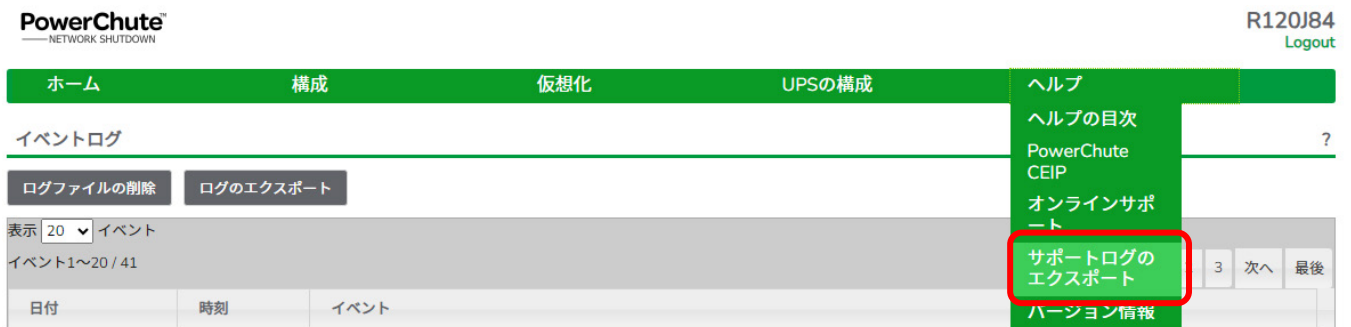 PowerChute™
NETWORK SHUTDOWN
R120J84
Logout
ホーム 構成 仮想化 UPSの構成 ヘルプ
ヘルプの目次
PowerChute
CEIP
オンラインサポ
ート
サポートログの
エクスポート
バージョン情報
イベントログ ?
ログファイルの削除 ログのエクスポート
表示 20 イベント
イベント1～20 / 41
3 次へ 最後
日付 時刻 イベント